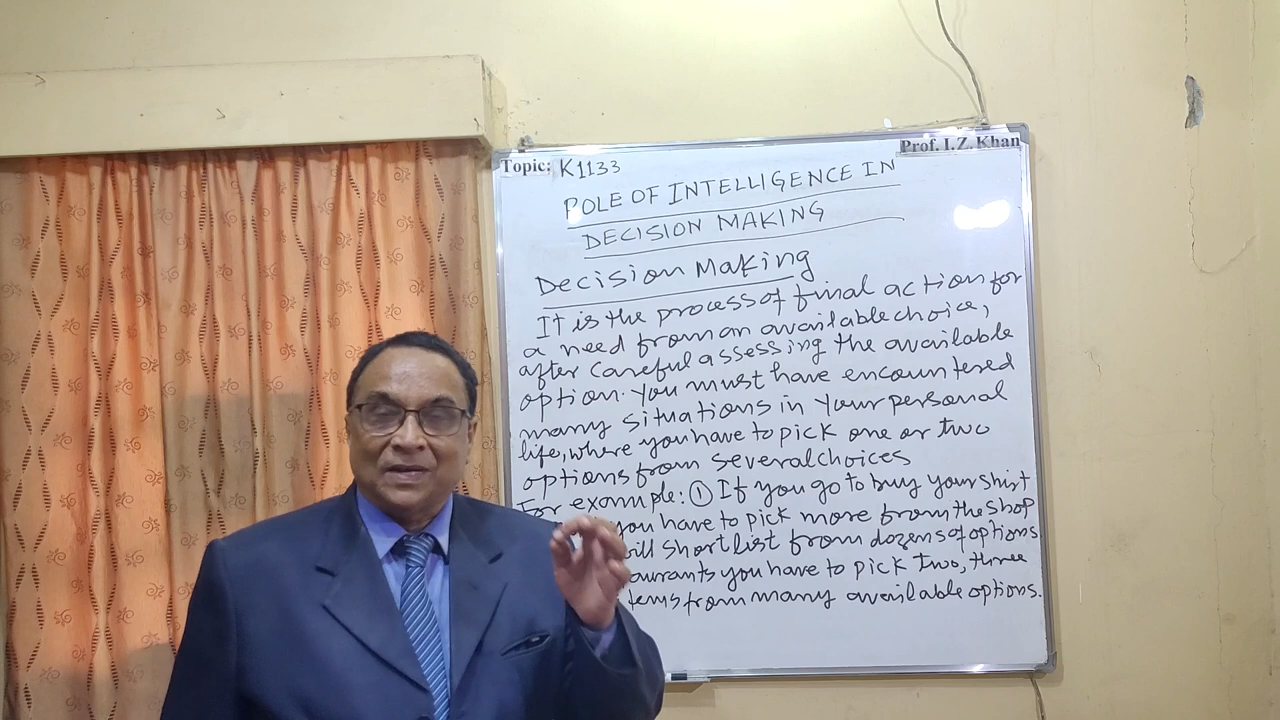 Topic: K1133
Prof. I.Z. Khan
POLE OF INTELLIGENCE IN
DECISION MAKING
Decision Making
It is the process of final action for
a need from an available choice,
after careful assessing the available
option. You must have encountered
many situations in your personal
life, where you have to pick one or two
options from several choices
For example: ① If you go to buy your shirt
you have to pick more from the shop
will short list from dozens of options
aurants you have to pick two, three
tems from many available options.